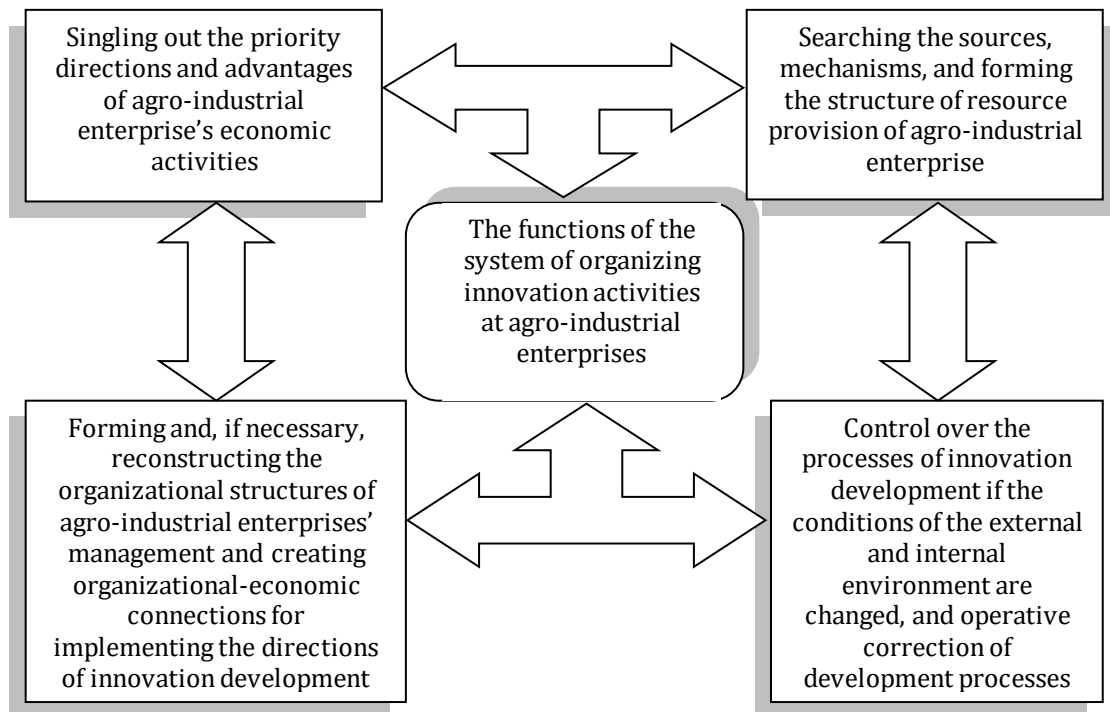 Singling out the priority
directions and advantages
of agro-industrial
enterprise’s economic
activities
Searching the sources,
mechanisms, and forming
the structure of resource
provision of agro-industrial
enterprise
The functions of the
system of organizing
innovation activities
at agro-industrial
enterprises
Forming and, if necessary,
reconstructing the
organizational structures of
agro-industrial enterprises’
management and creating
organizational-economic
connections for
implementing the directions
of innovation development
Control over the
processes of innovation
development if the
conditions of the external
and internal
environment are
changed, and operative
correction of
development processes